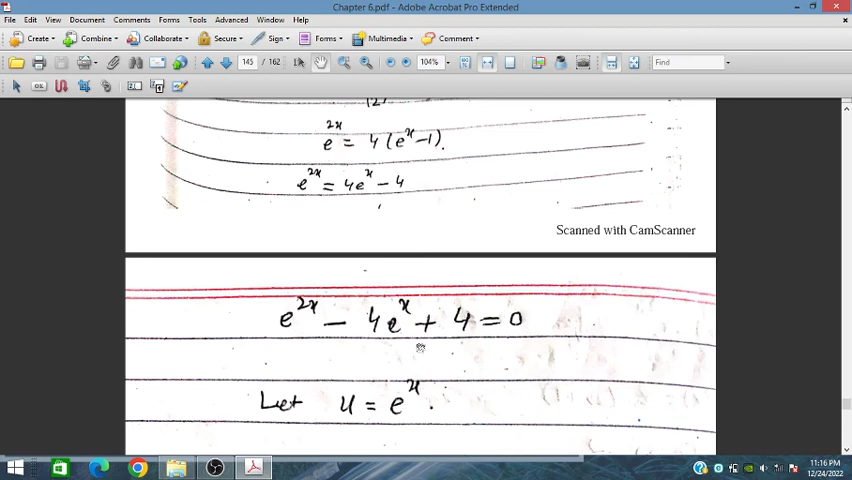 Chapter 6.pdf - Adobe Acrobat Pro Extended
File Edit View Document Comments Forms Tools Advanced Window Help
Create Combine Collaborate Secure Sign Forms Multimedia Comment
145 / 162 104% Find
(2)
e^{2x} = 4(e^x - 1).
e^{2x} = 4e^x - 4
Scanned with CamScanner
e^{2x} - 4e^x + 4 = 0
Let u = e^x.
11:16 PM
12/24/2022